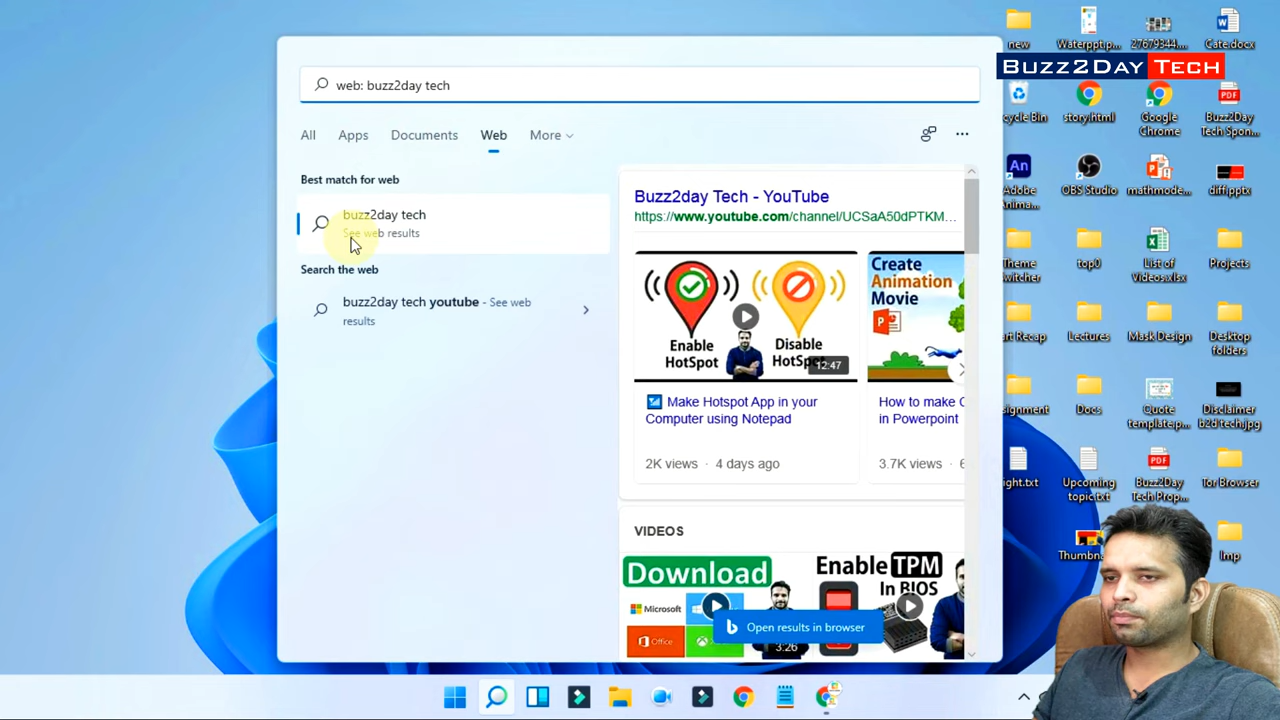 web: buzz2day tech
All Apps Documents Web More
Best match for web
buzz2day tech
See web results
Search the web
buzz2day tech youtube - See web
results
Buzz2day Tech - YouTube
https://www.youtube.com/channel/UCSaA50dPTKM...
Enable
HotSpot
Disable
HotSpot
12:47
Make Hotspot App in your
Computer using Notepad
2K views · 4 days ago
Create
Animation
Movie
How to make
in Powerpoint
3.7K views
VIDEOS
Download
Microsoft
Office
3:26
Enable TPM
In BIOS
Open results in browser
BUZZ2DAY TECH
new
Waterpptip...
27679344....
Cate.docx
storyihtml
Google
Chrome
Buzz2Day
Tech Spon...
Adobe
Anima...
OBS Studio
mathmode...
diff.pptx
top0
List of
Videos.xlsx
Projects
Lectures
Mask Design
Desktop
folders
Docs
Quote
template.p...
Disclaimer
b2d tech.jpg
Upcoming
topic.txt
Buzz2Day
Tech Prop...
Tor Browser
Imp